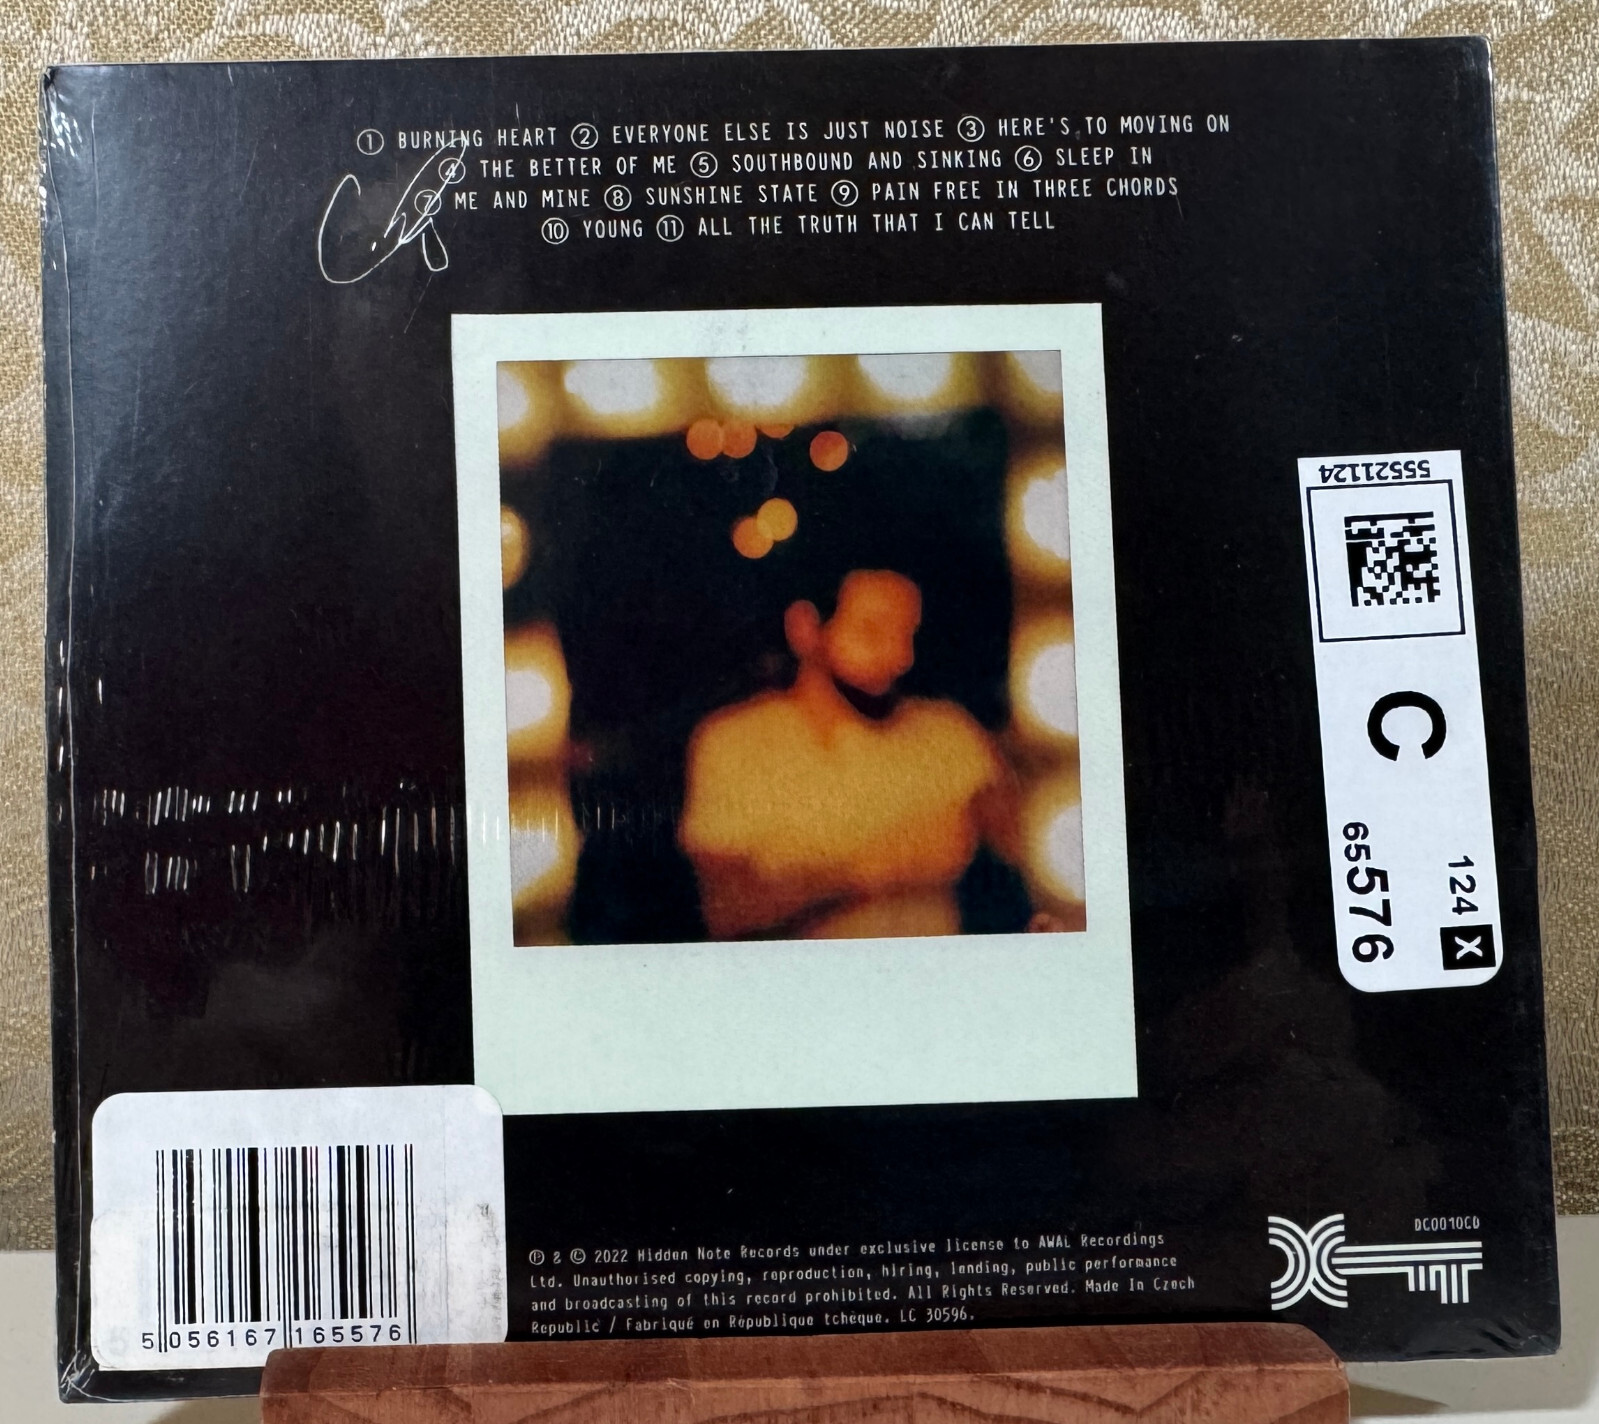 ① BURNING HEART ② EVERYONE ELSE IS JUST NOISE ③ HERE'S TO MOVING ON
④ THE BETTER OF ME ⑤ SOUTHBOUND AND SINKING ⑥ SLEEP IN
⑦ ME AND MINE ⑧ SUNSHINE STATE ⑨ PAIN FREE IN THREE CHORDS
⑩ YOUNG ⑪ ALL THE TRUTH THAT I CAN TELL
55521124
C
65576
124 X
5 056167 165576
DC0010CD
℗ & © 2022 Hidden Note Records under exclusive license to AWAL Recordings
Ltd. Unauthorised copying, reproduction, hiring, lending, public performance
and broadcasting of this record prohibited. All Rights Reserved. Made In Czech
Republic / Fabriqué en République tchèque. LC 30596.